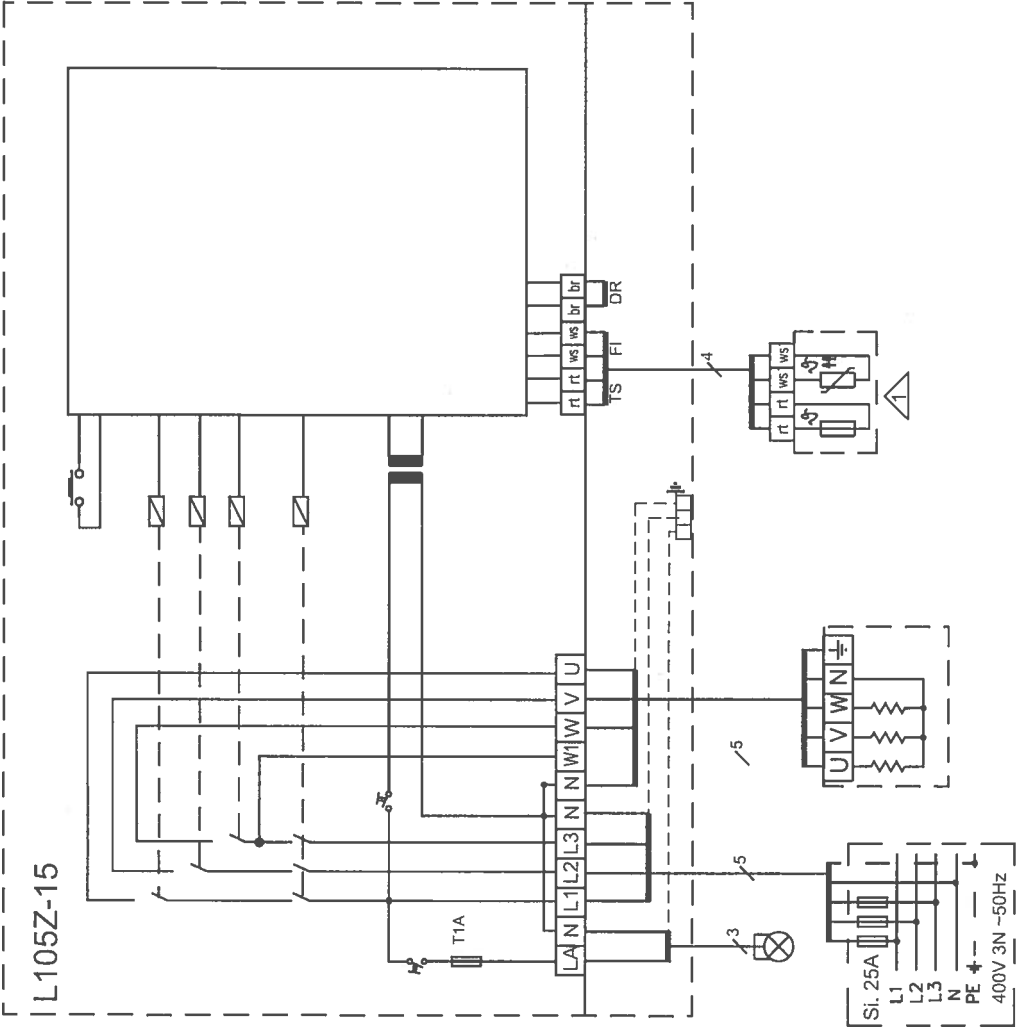 L105Z-15
T1A
LA N L1 L2 L3 N N W1 W V U
rt rt ws ws br br
TS FI DR
4
rt rt ws ws
1
5
U V W N
5
3
Si. 25A
L1
L2
L3
N
PE
400V 3N ~50Hz